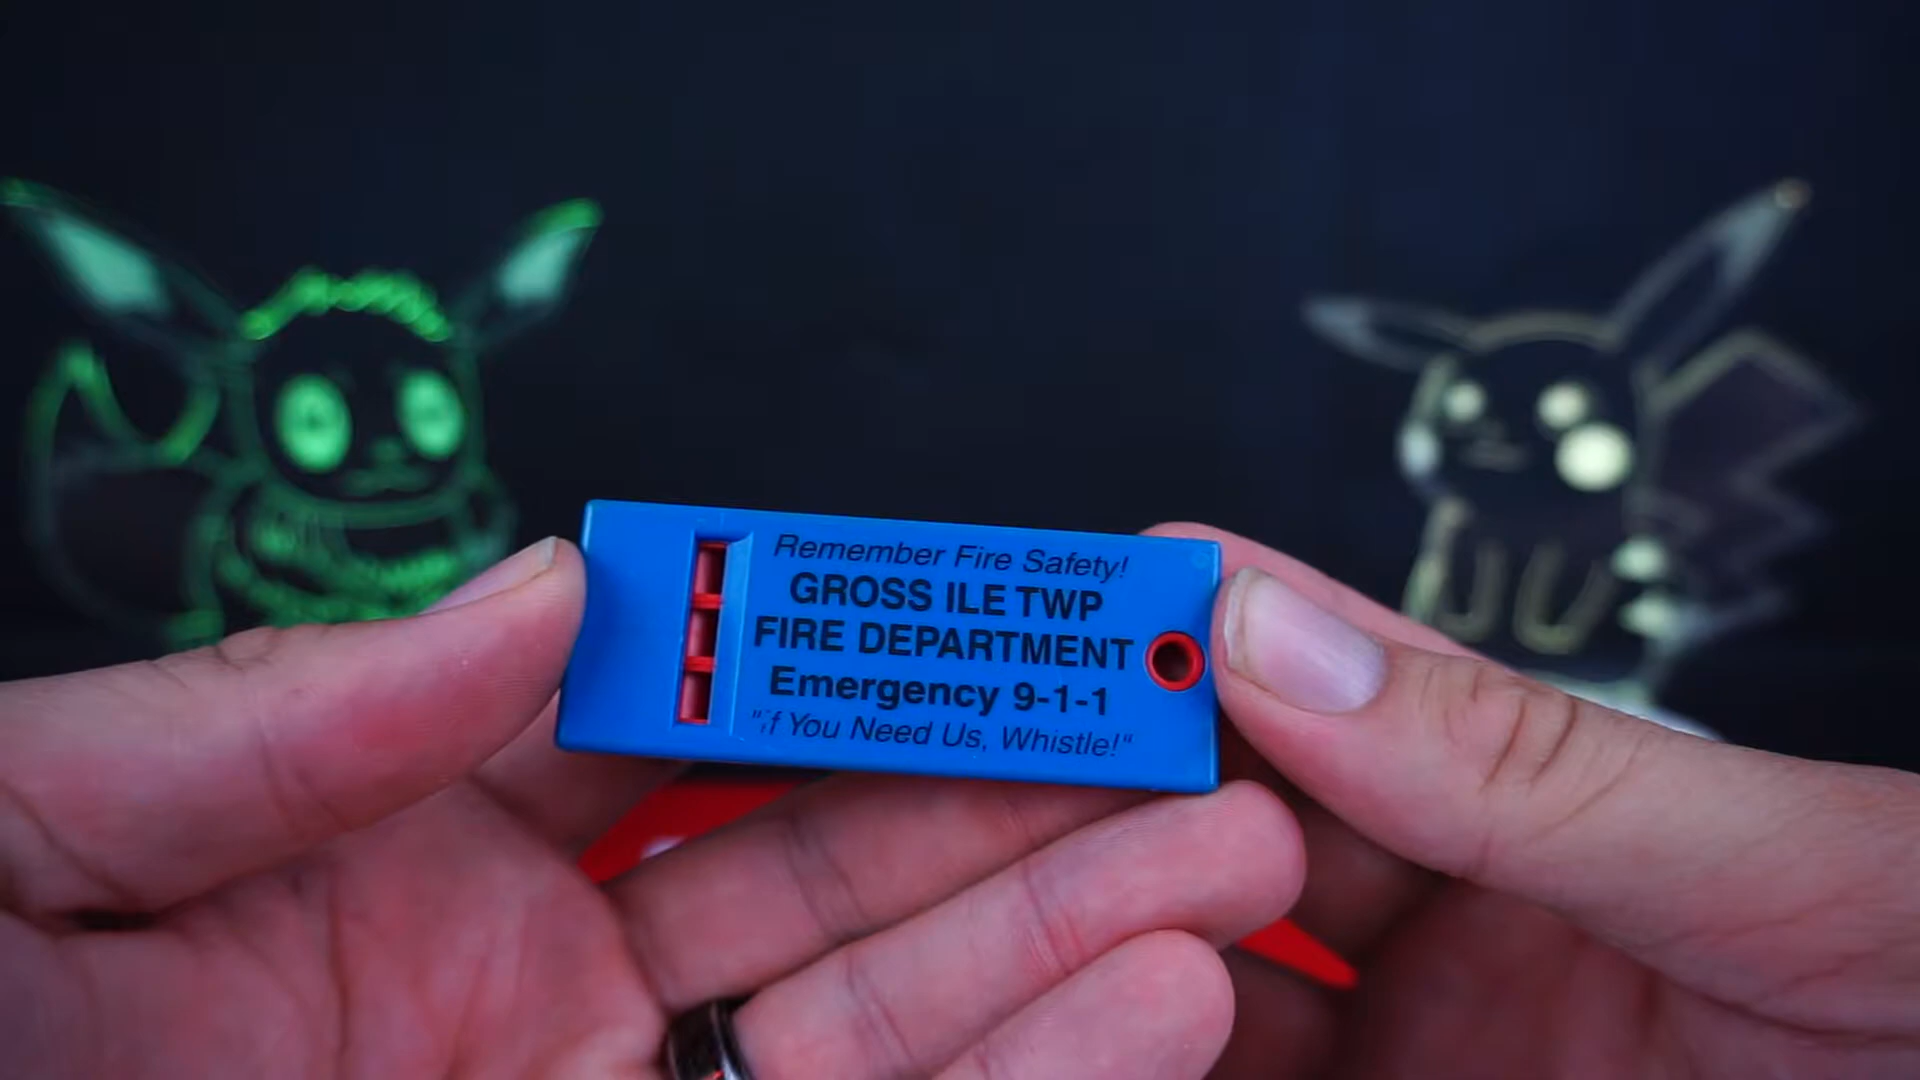 Remember Fire Safety!
GROSS ILE TWP
FIRE DEPARTMENT
Emergency 9-1-1
"if You Need Us, Whistle!"